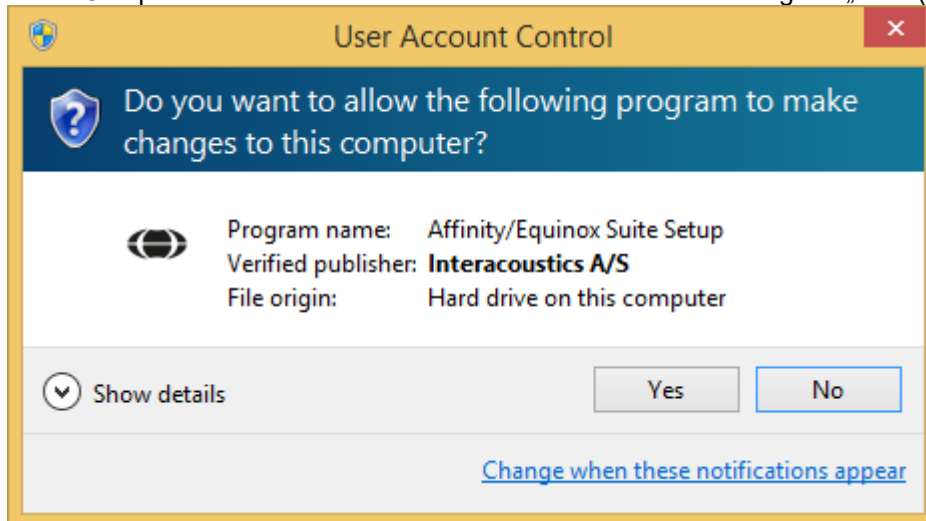 User Account Control
Do you want to allow the following program to make
changes to this computer?
Program name: Affinity/Equinox Suite Setup
Verified publisher: Interacoustics A/S
File origin: Hard drive on this computer
Show details
Yes
No
Change when these notifications appear